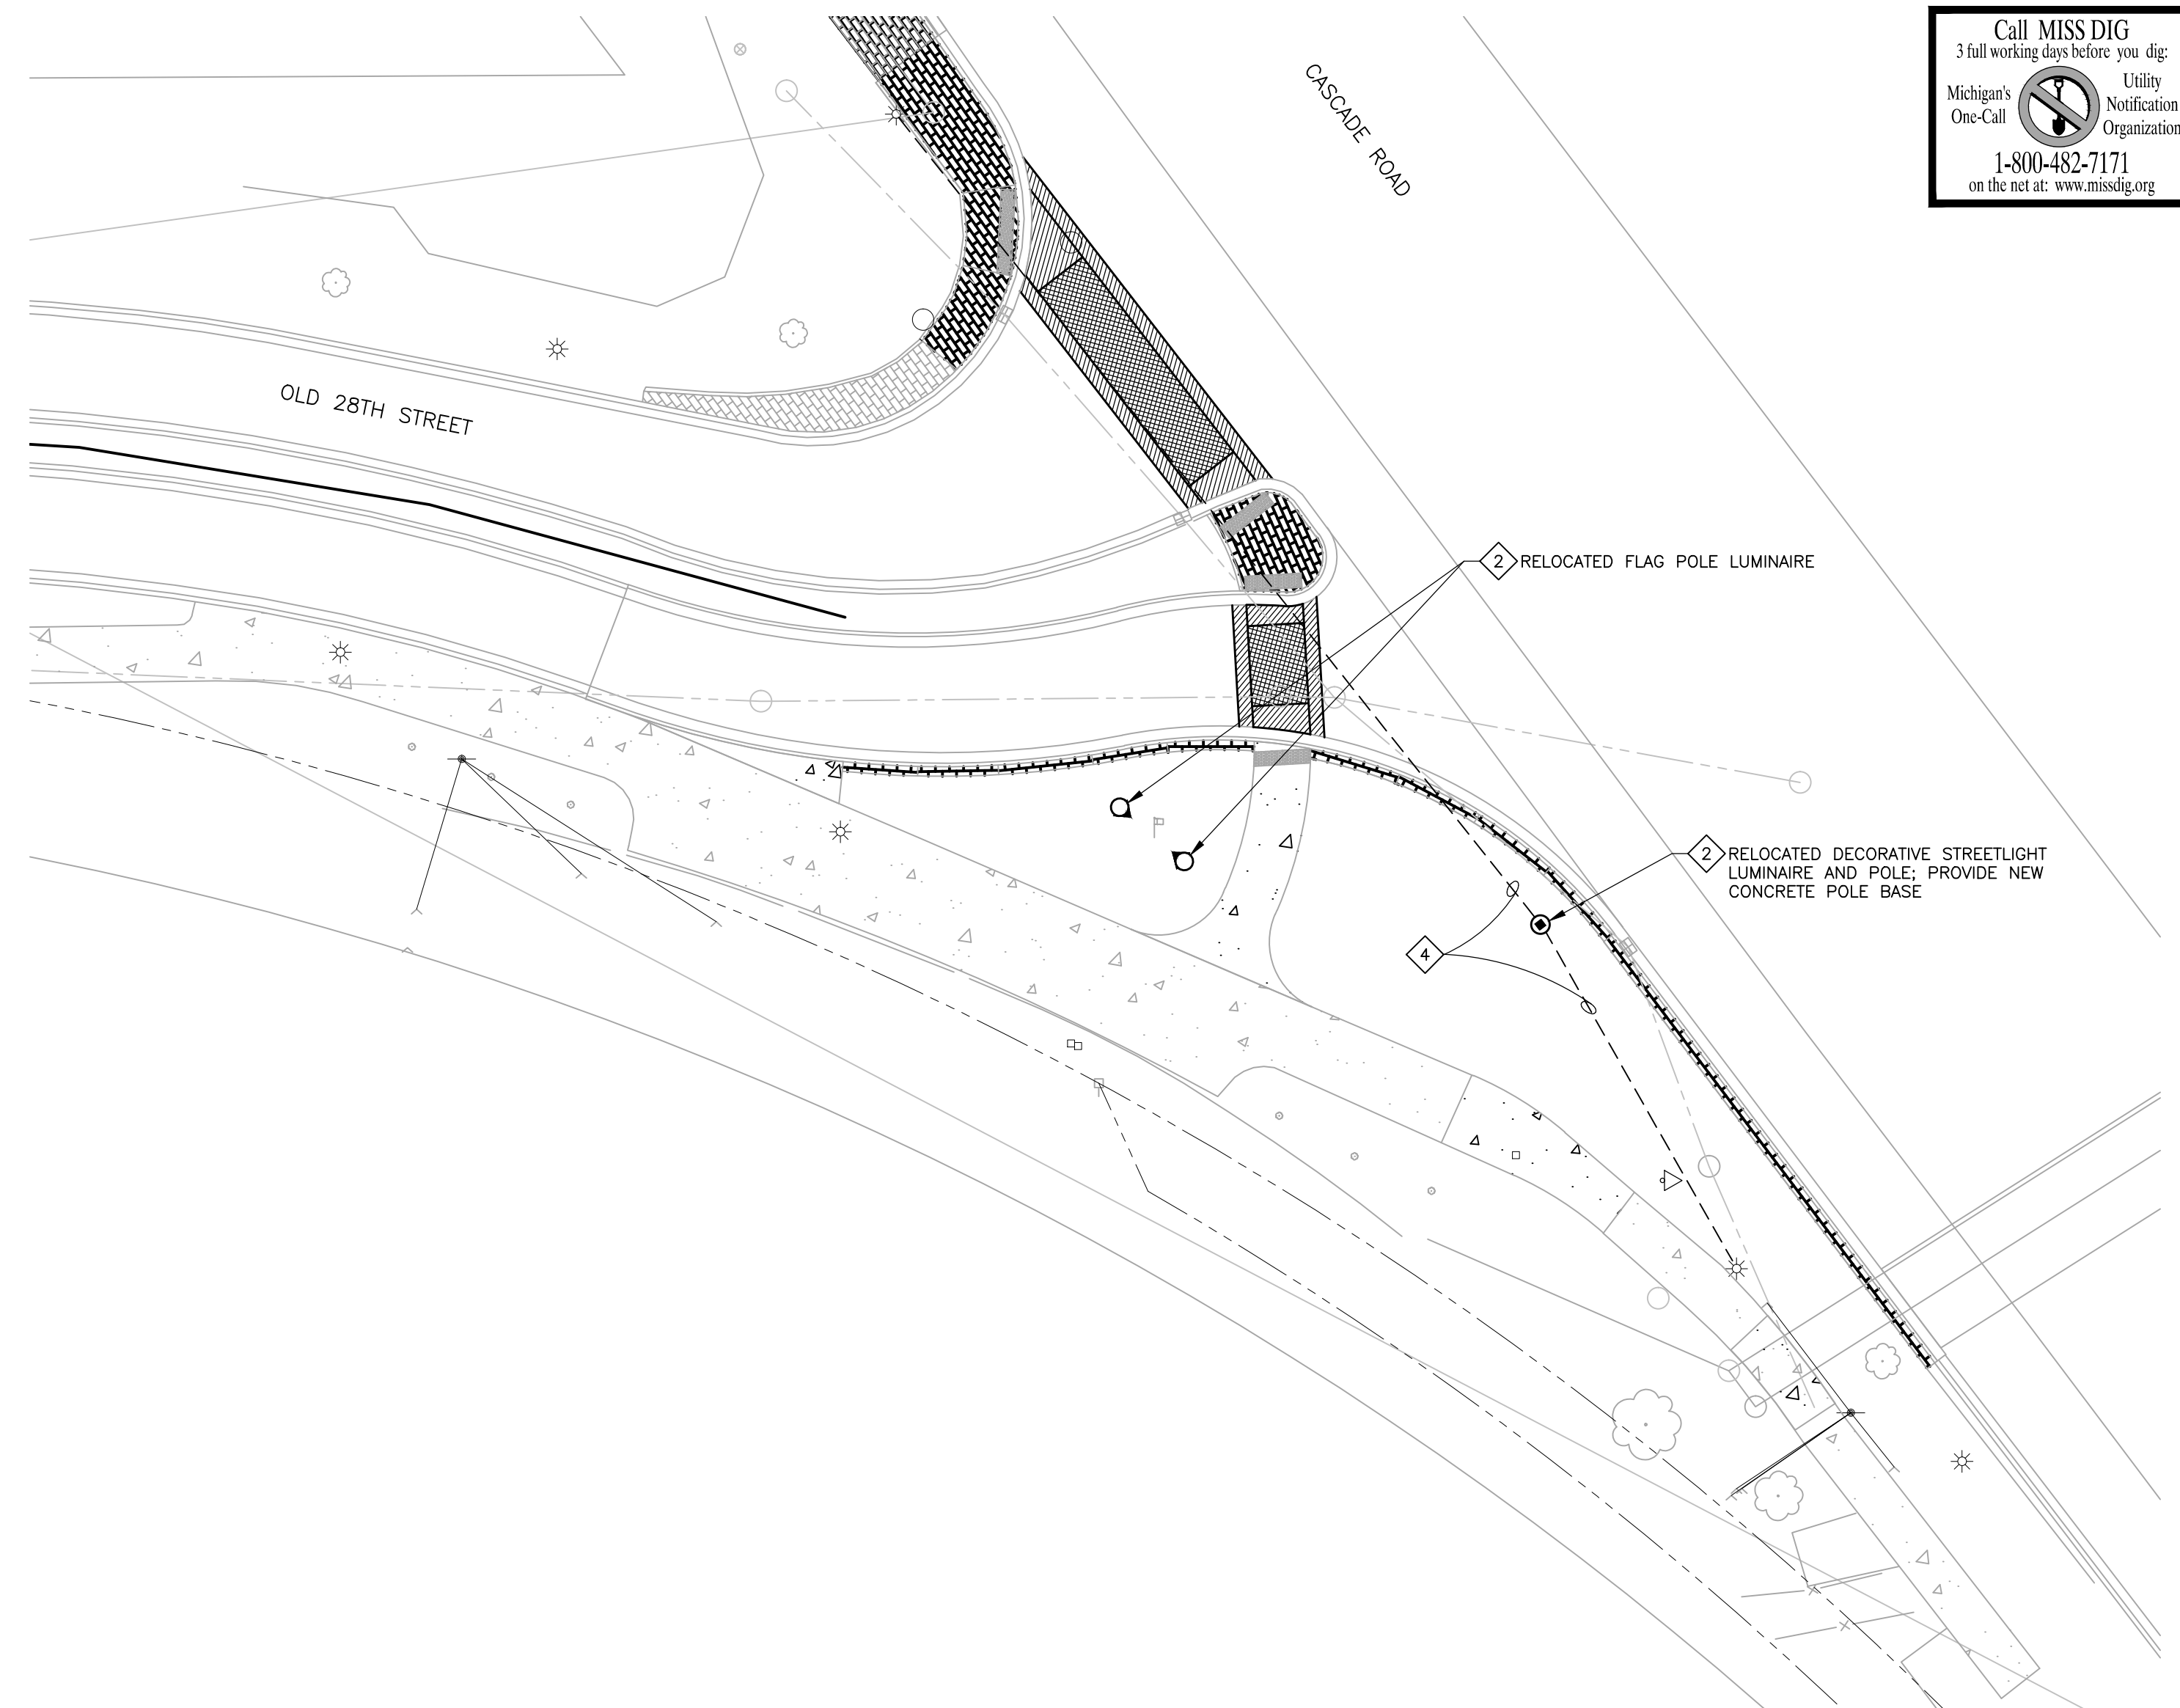 Call MISS DIG
3 full working days before you dig:
Michigan's
One-Call
Utility
Notification
Organization
1-800-482-7171
on the net at: www.missdig.org
CASCADE ROAD
OLD 28TH STREET
2 RELOCATED FLAG POLE LUMINAIRE
2 RELOCATED DECORATIVE STREETLIGHT
LUMINAIRE AND POLE; PROVIDE NEW
CONCRETE POLE BASE
4